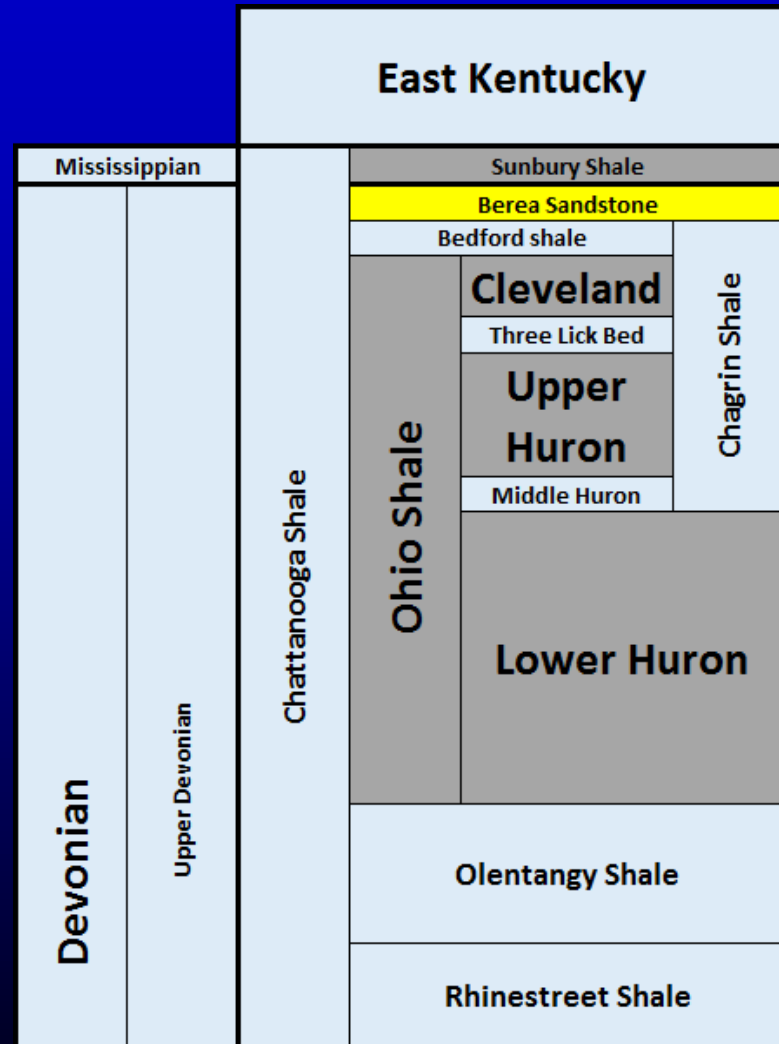 East Kentucky
Mississippian
Sunbury Shale
Berea Sandstone
Bedford shale
Cleveland
Three Lick Bed
Upper
Huron
Middle Huron
Chagrin Shale
Ohio Shale
Chattanooga Shale
Lower Huron
Upper Devonian
Devonian
Olentangy Shale
Rhinestreet Shale